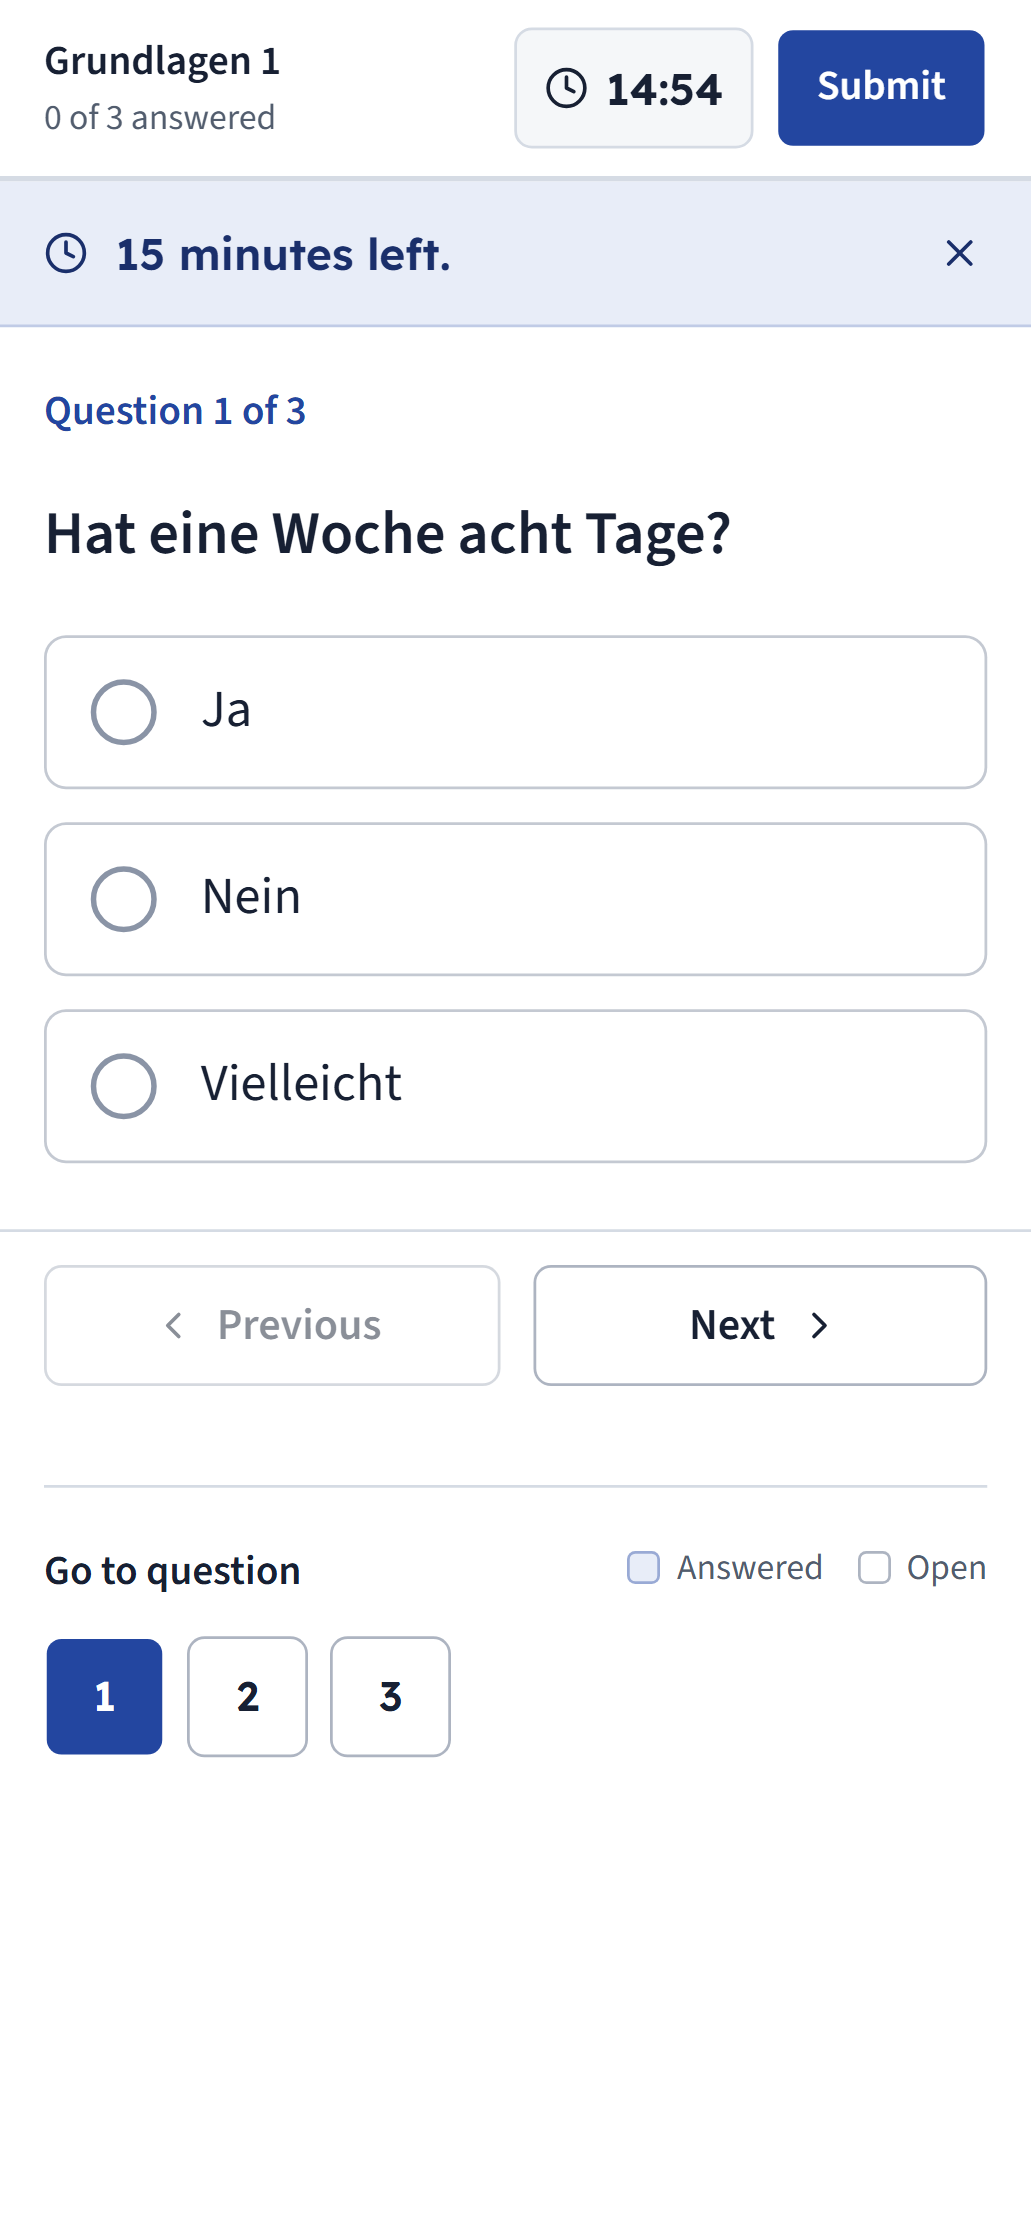 Grundlagen 1
0 of 3 answered
14:54
Submit
15 minutes left.
Question 1 of 3
Hat eine Woche acht Tage?
Ja
Nein
Vielleicht
Previous
Next
Go to question
Answered
Open
1
2
3